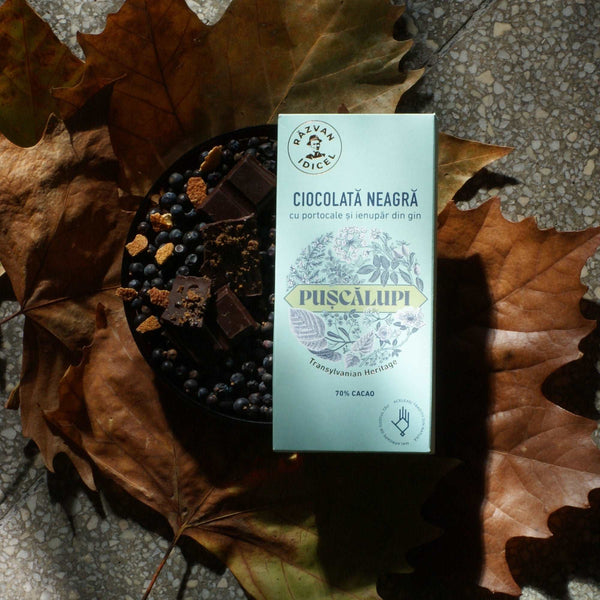 RĂZVAN
IDICEL
CIOCOLATĂ NEAGRĂ
cu portocale și ienupăr din gin
PUȘCĂLUPI
Transylvanian Heritage
70% CACAO